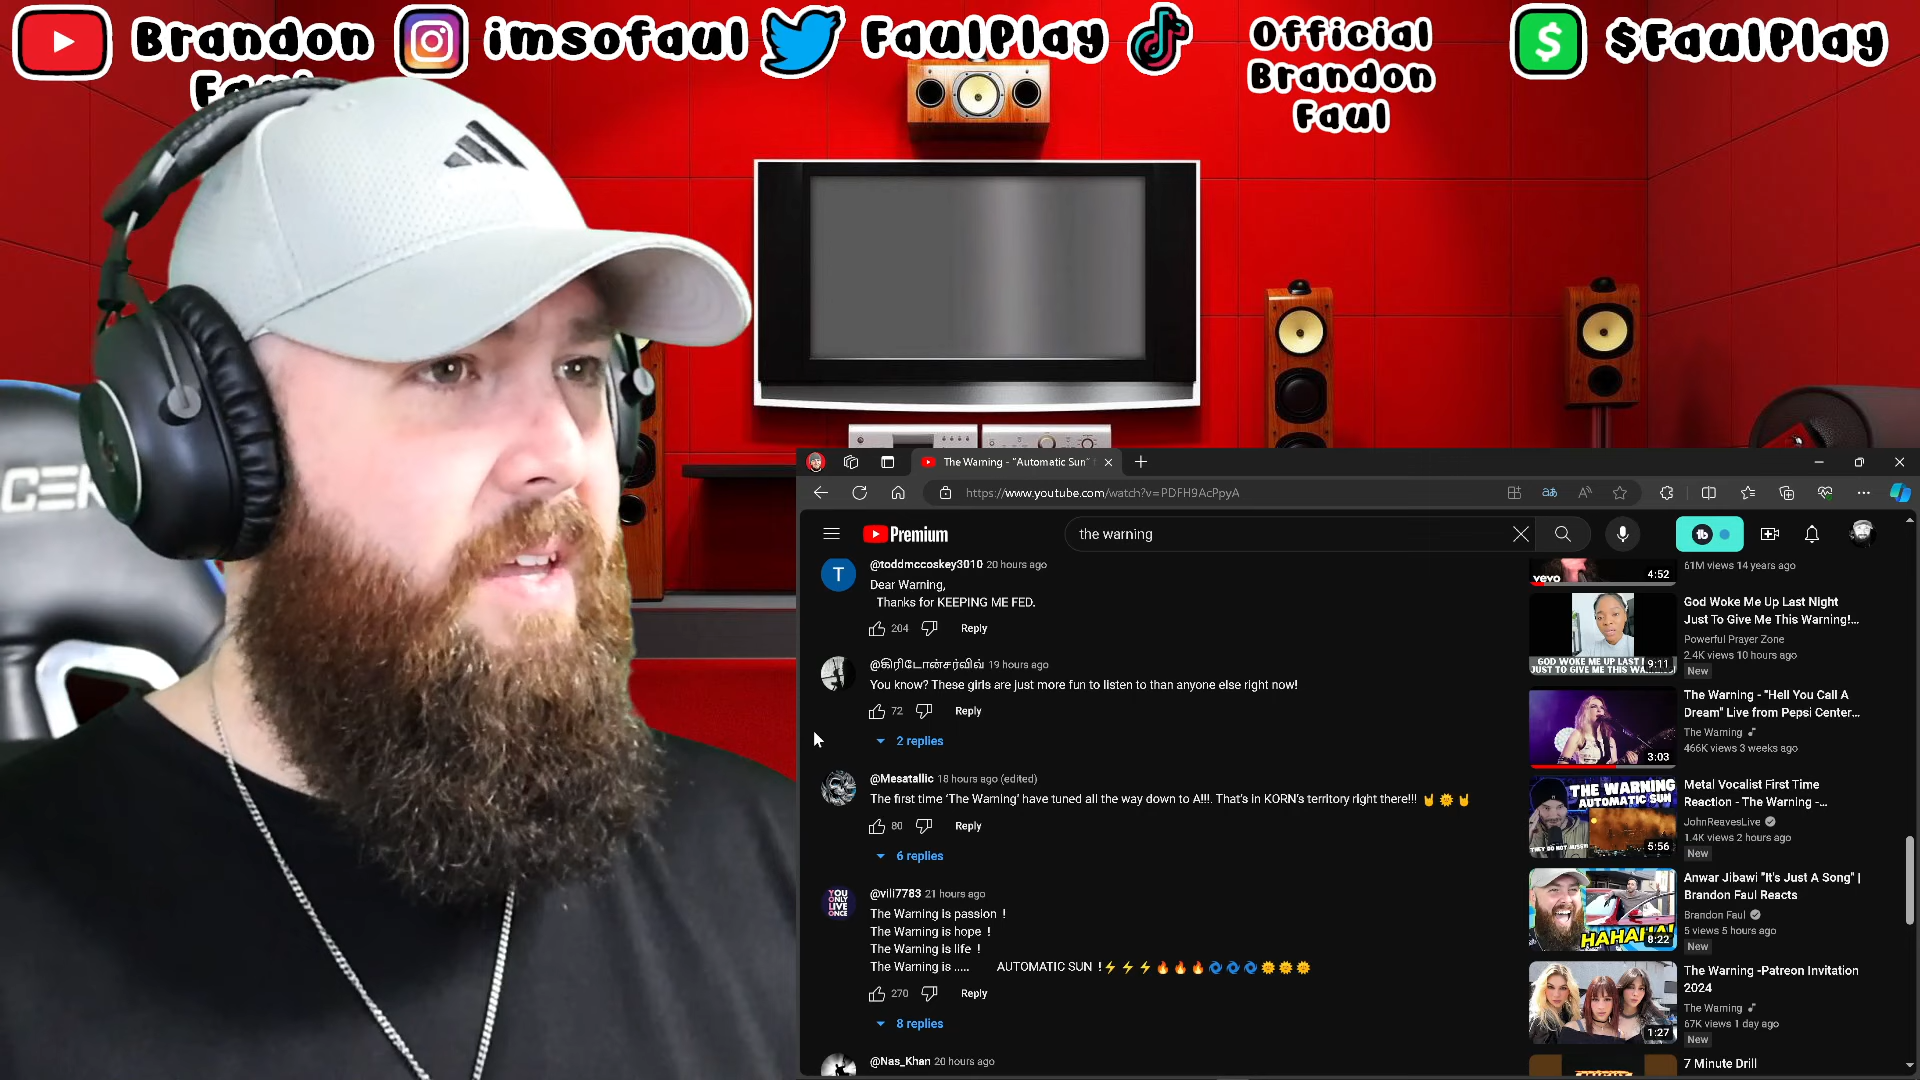 Brandon
imsofaul
FaulPlay
Official
Brandon
Faul
$FaulPlay
The Warning - "Automatic Sun"
https://www.youtube.com/watch?v=PDFH9AcPpyA
Premium
the warning
@toddmccoskey3010 20 hours ago
Dear Warning,
Thanks for KEEPING ME FED.
204 Reply
19 hours ago
You know? These girls are just more fun to listen to than anyone else right now!
72 Reply
2 replies
@Mesatallic 18 hours ago (edited)
The first time 'The Warning' have tuned all the way down to A!!!. That's in KORN's territory right there!!! 🤘🌞🤘
80 Reply
6 replies
YOU
ONLY
LIVE
ONCE
@vili7783 21 hours ago
The Warning is passion !
The Warning is hope !
The Warning is life !
The Warning is ..... AUTOMATIC SUN !⚡⚡⚡🔥🔥🔥🌀🌀🌀🌞🌞🌞
270 Reply
8 replies
@Nas_Khan 20 hours ago
vevo
4:52
61M views 14 years ago
9:11
God Woke Me Up Last Night
Just To Give Me This Warning!...
Powerful Prayer Zone
2.4K views 10 hours ago
New
3:03
The Warning - "Hell You Call A
Dream" Live from Pepsi Center...
The Warning
466K views 3 weeks ago
THE WARNING
AUTOMATIC SUN
5:56
Metal Vocalist First Time
Reaction - The Warning -...
JohnReavesLive
1.4K views 2 hours ago
New
HAHAHA
8:22
Anwar Jibawi "It's Just A Song" |
Brandon Faul Reacts
Brandon Faul
5 views 5 hours ago
New
1:27
The Warning -Patreon Invitation
2024
The Warning
67K views 1 day ago
New
7 Minute Drill